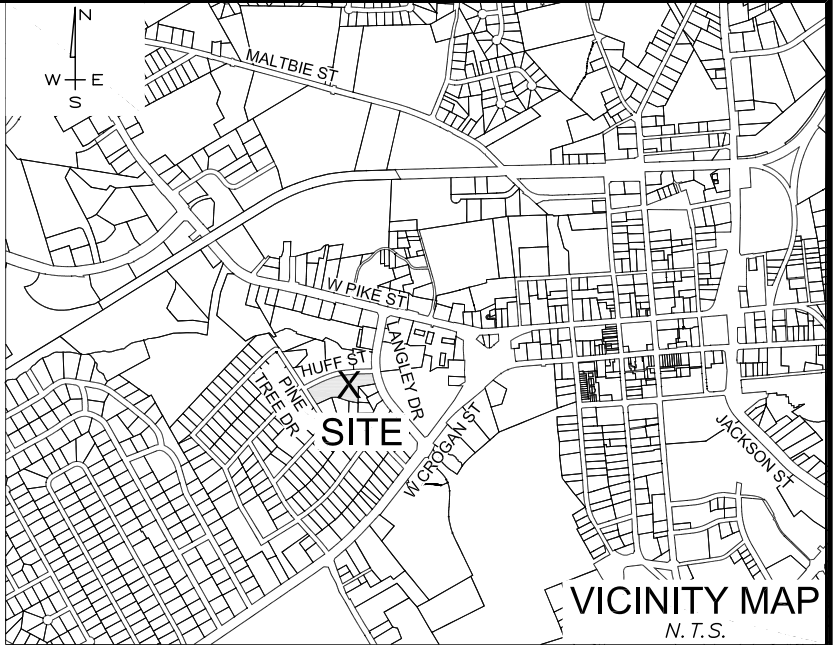 N
W E
S
MALTBIE ST
W PIKE ST
HUFF ST
LANGLEY DR
PINE
TREE DR
X
SITE
W CROGAN ST
JACKSON ST
VICINITY MAP
N.T.S.